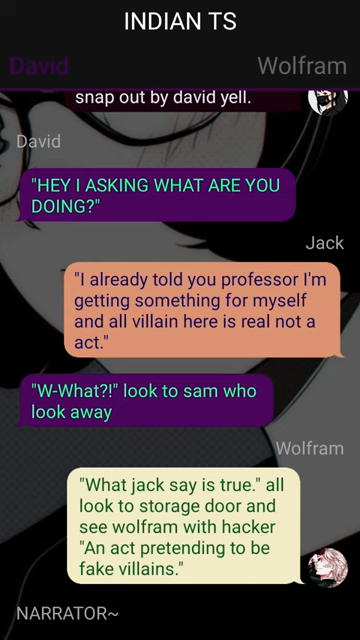 INDIAN TS
David Wolfram
snap out by david yell.
David
"HEY I ASKING WHAT ARE YOU
DOING?"
Jack
"I already told you professor I'm
getting something for myself
and all villain here is real not a
act."
"W-What?!" look to sam who
look away
Wolfram
"What jack say is true." all
look to storage door and
see wolfram with hacker
"An act pretending to be
fake villains."
NARRATOR~